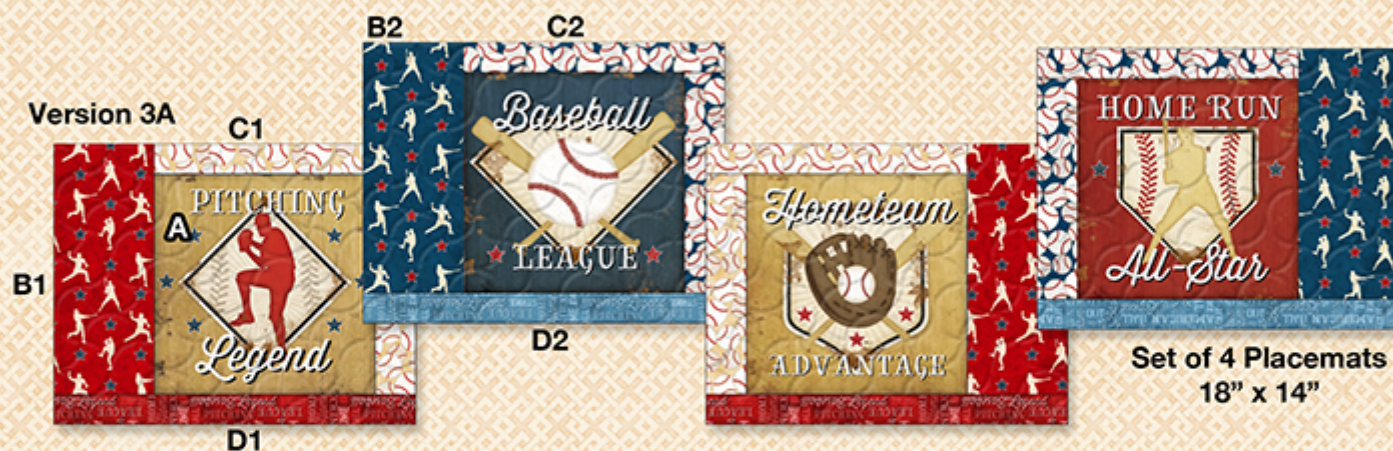 B2
C2
Version 3A
C1
Baseball
HOME RUN
PITCHING
A
Hometeam
LEAGUE
All-Star
B1
Legend
D2
ADVANTAGE
Set of 4 Placemats
18” x 14”
D1